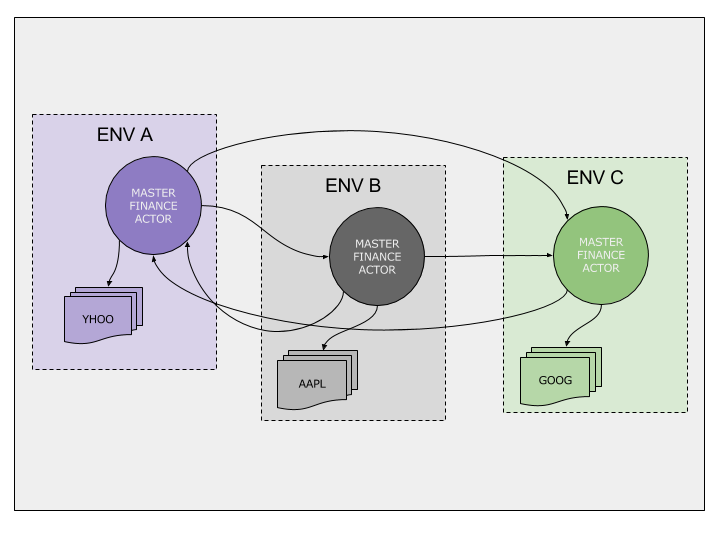 ENV A
MASTER
FINANCE
ACTOR
YHOO
ENV B
MASTER
FINANCE
ACTOR
AAPL
ENV C
MASTER
FINANCE
ACTOR
GOOG